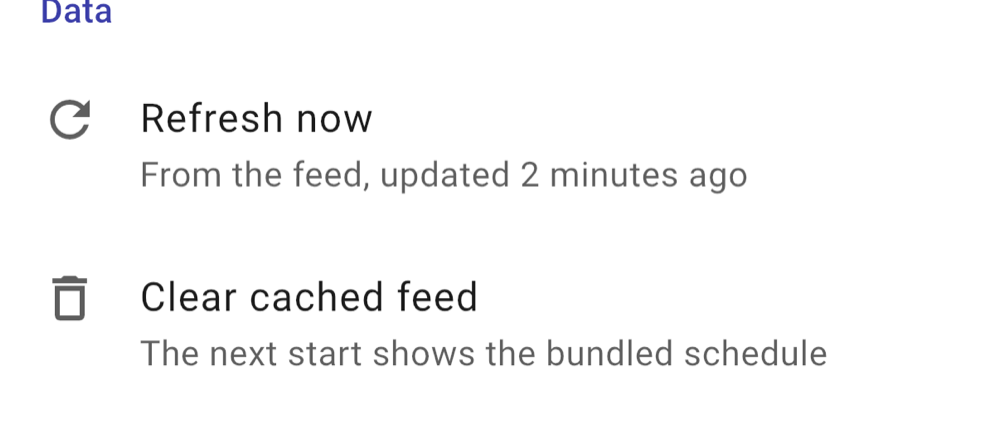 Data
Refresh now
From the feed, updated 2 minutes ago
Clear cached feed
The next start shows the bundled schedule